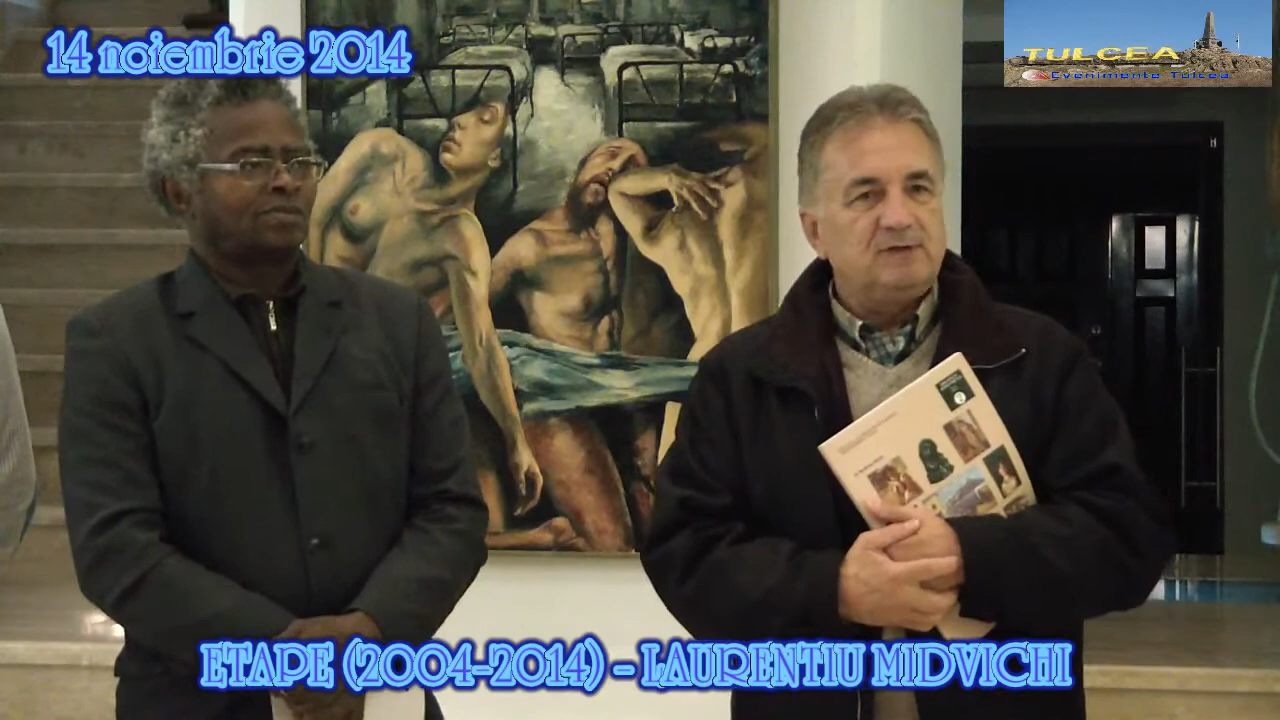 14 noiembrie 2014
TULCEA
Evenimente Tulcea
ETAPE (2004-2014) - LAURENTIU MIDVICHI